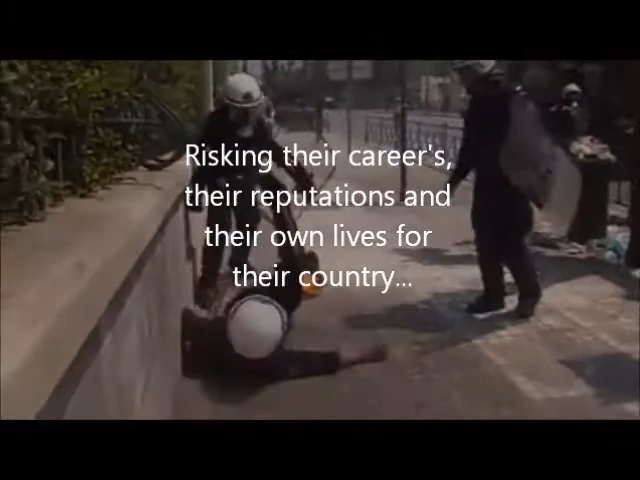 Risking their career's,
their reputations and
their own lives for
their country...